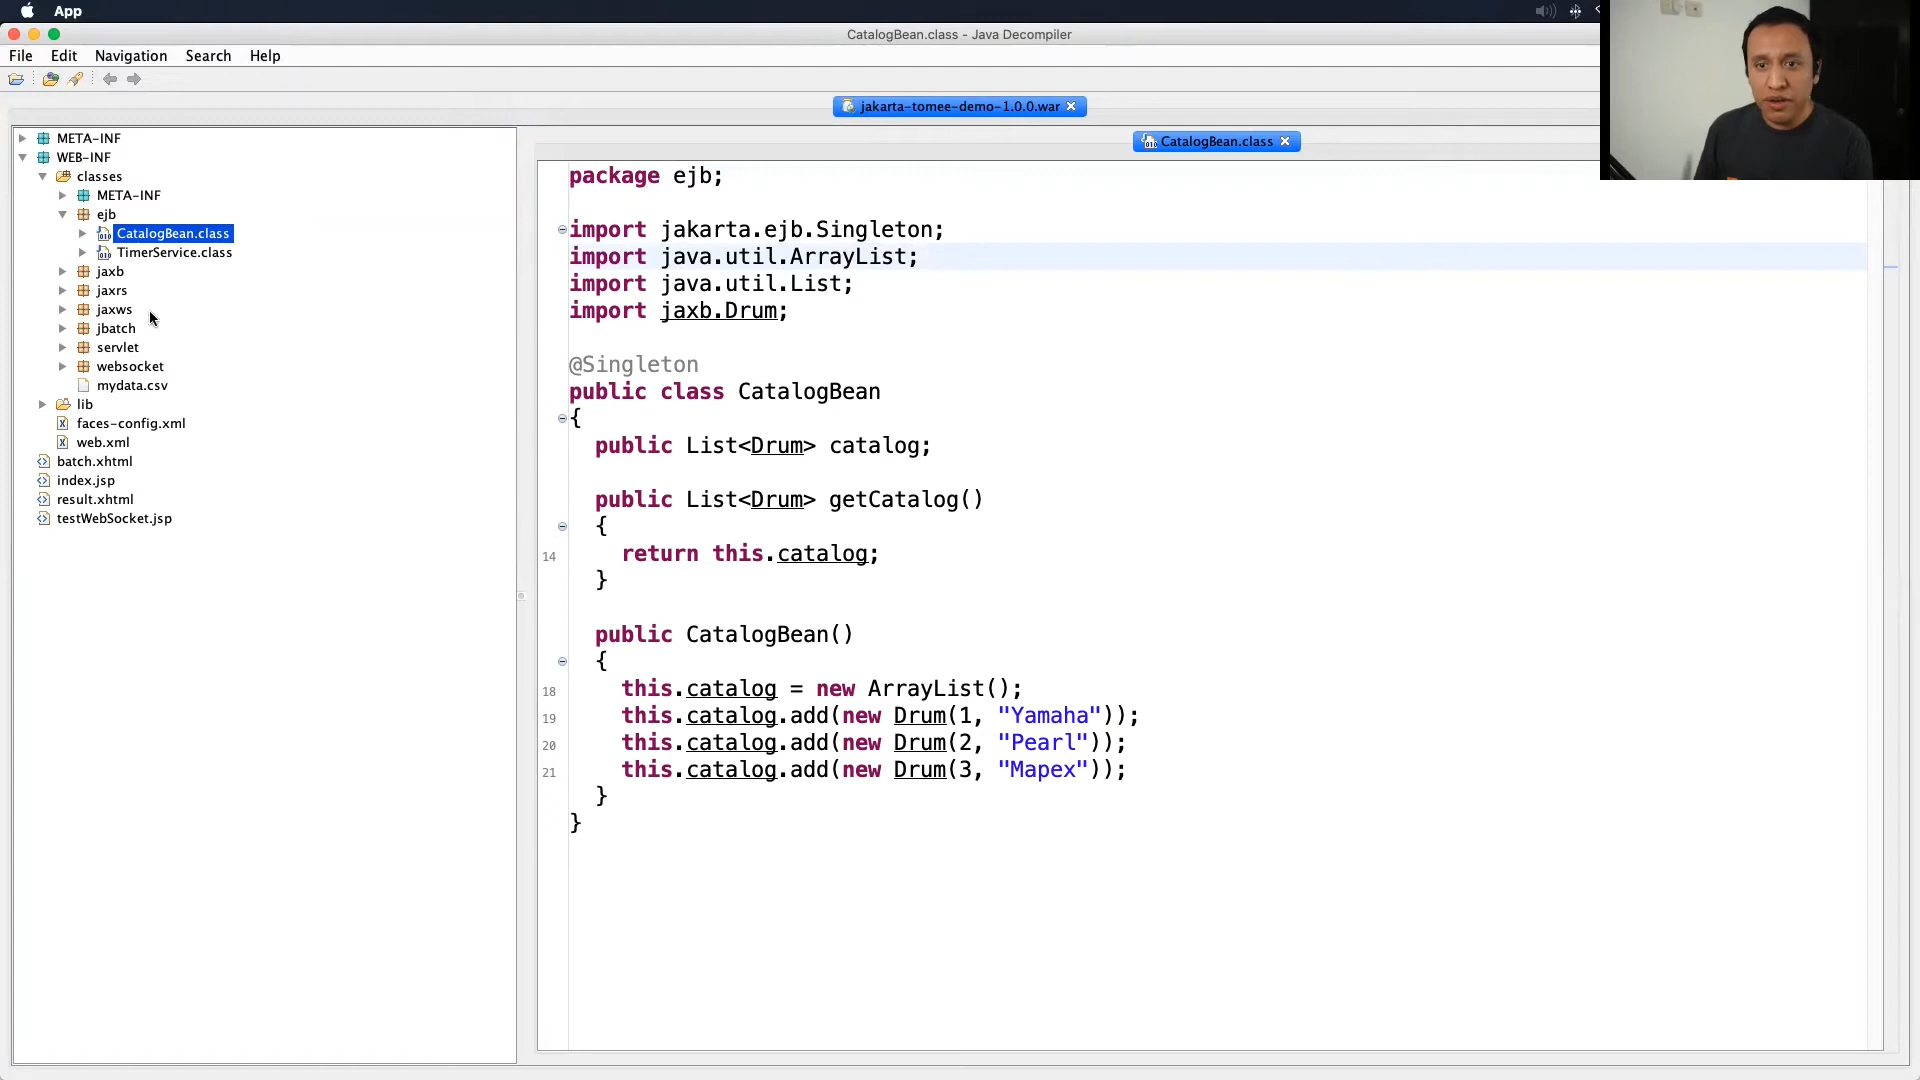 App
CatalogBean.class - Java Decompiler
File Edit Navigation Search Help
jakarta-tomee-demo-1.0.0.war
META-INF
WEB-INF
classes
META-INF
ejb
CatalogBean.class
TimerService.class
jaxb
jaxrs
jaxws
jbatch
servlet
websocket
mydata.csv
lib
faces-config.xml
web.xml
batch.xhtml
index.jsp
result.xhtml
testWebSocket.jsp
CatalogBean.class
package ejb;
import jakarta.ejb.Singleton;
import java.util.ArrayList;
import java.util.List;
import jaxb.Drum;
@Singleton
public class CatalogBean
{
public List<Drum> catalog;
public List<Drum> getCatalog()
{
14 return this.catalog;
}
public CatalogBean()
{
18 this.catalog = new ArrayList();
19 this.catalog.add(new Drum(1, "Yamaha"));
20 this.catalog.add(new Drum(2, "Pearl"));
21 this.catalog.add(new Drum(3, "Mapex"));
}
}